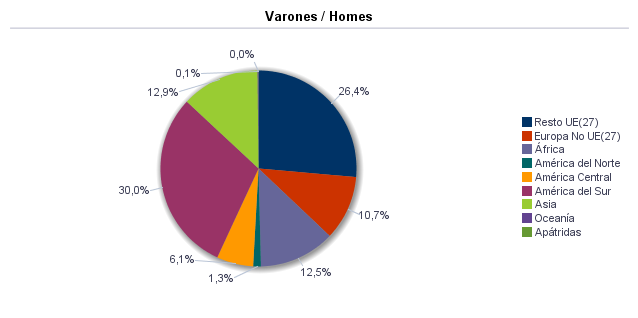 Varones / Homes
0,0%
0,1%
12,9%
26,4%
30,0%
10,7%
6,1%
1,3%
12,5%
Resto UE(27)
Europa No UE(27)
África
América del Norte
América Central
América del Sur
Asia
Oceanía
Apátridas